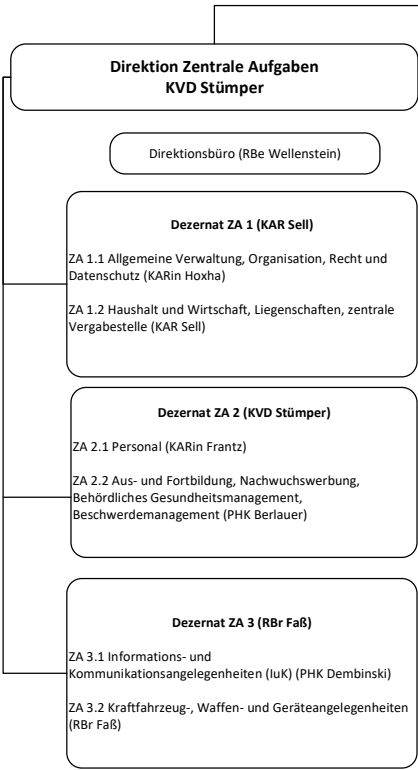 Direktion Zentrale Aufgaben
KVD Stümper
Direktionsbüro (RBe Wellenstein)
Dezernat ZA 1 (KAR Sell)
ZA 1.1 Allgemeine Verwaltung, Organisation, Recht und
Datenschutz (KARin Hoxha)
ZA 1.2 Haushalt und Wirtschaft, Liegenschaften, zentrale
Vergabestelle (KAR Sell)
Dezernat ZA 2 (KVD Stümper)
ZA 2.1 Personal (KARin Frantz)
ZA 2.2 Aus- und Fortbildung, Nachwuchswerbung,
Behördliches Gesundheitsmanagement,
Beschwerdemanagement (PHK Berlauer)
Dezernat ZA 3 (RBr Faß)
ZA 3.1 Informations- und
Kommunikationsangelegenheiten (IuK) (PHK Dembinski)
ZA 3.2 Kraftfahrzeug-, Waffen- und Geräteangelegenheiten
(RBr Faß)